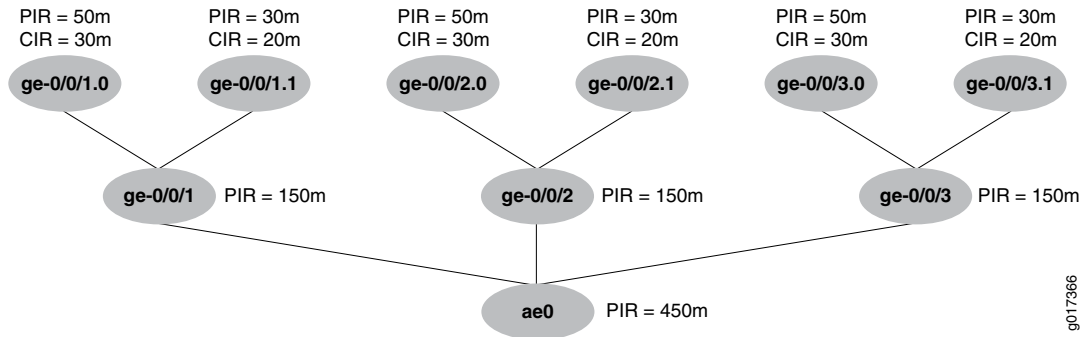 PIR = 50m
CIR = 30m
PIR = 30m
CIR = 20m
PIR = 50m
CIR = 30m
PIR = 30m
CIR = 20m
PIR = 50m
CIR = 30m
PIR = 30m
CIR = 20m
ge-0/0/1.0
ge-0/0/1.1
ge-0/0/2.0
ge-0/0/2.1
ge-0/0/3.0
ge-0/0/3.1
ge-0/0/1
PIR = 150m
ge-0/0/2
PIR = 150m
ge-0/0/3
PIR = 150m
ae0
PIR = 450m
g017366